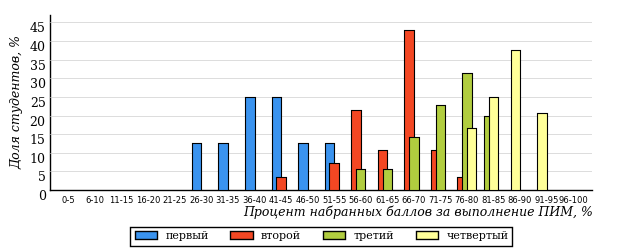 45
40
35
30
25
20
15
10
5
0
Доля студентов, %
0-5 6-10 11-15 16-20 21-25 26-30 31-35 36-40 41-45 46-50 51-55 56-60 61-65 66-70 71-75 76-80 81-85 86-90 91-95 96-100
Процент набранных баллов за выполнение ПИМ, %
первый второй третий четвертый